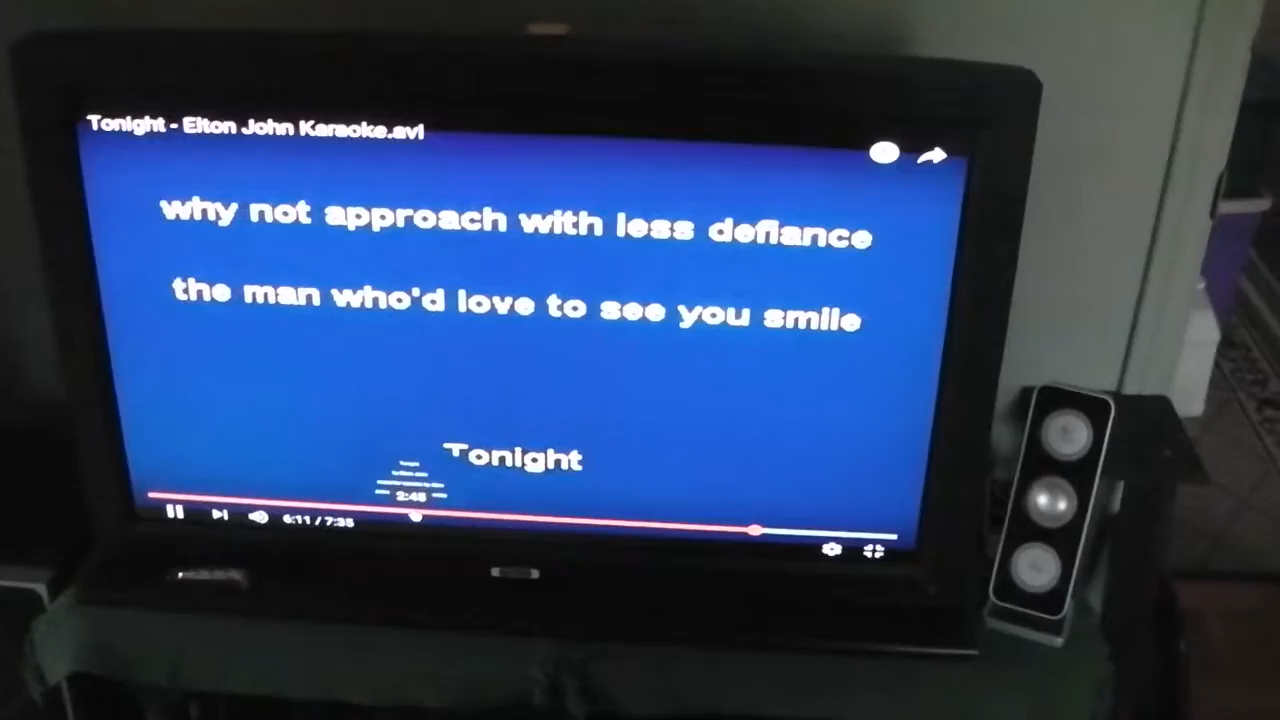 Tonight - Elton John Karaoke.avi
why not approach with less defiance
the man who'd love to see you smile
Tonight
2:45
6:11 / 7:35